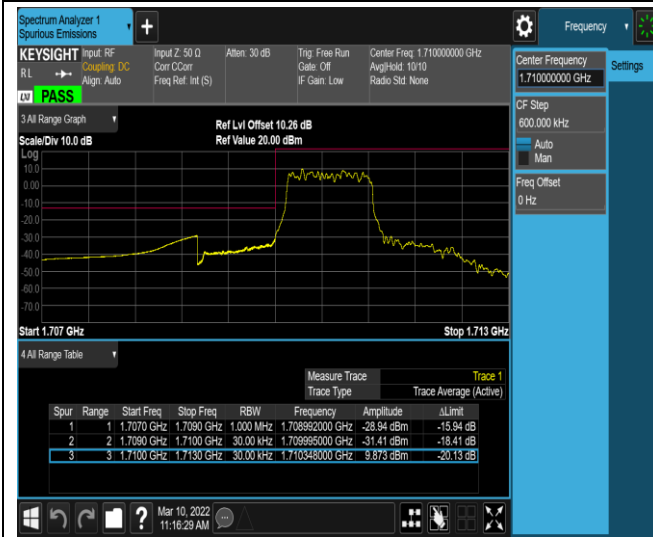 Spectrum Analyzer 1
Spurious Emissions
+
Frequency
KEYSIGHT Input: RF Input Z: 50 Ω Atten: 30 dB Trig: Free Run Center Freq: 1.710000000 GHz
RL Coupling: DC Corr CCorr Gate: Off Avg|Hold: 10/10
Align: Auto Freq Ref: Int (S) IF Gain: Low Radio Std: None
LXI PASS
Center Frequency
1.710000000 GHz
Settings
CF Step
600.000 kHz
Auto
Man
Freq Offset
0 Hz
3 All Range Graph
Ref Lvl Offset 10.26 dB
Scale/Div 10.0 dB Ref Value 20.00 dBm
Log
10.0
0.00
-10.0
-20.0
-30.0
-40.0
-50.0
-60.0
-70.0
Start 1.707 GHz Stop 1.713 GHz
4 All Range Table
Measure Trace Trace 1
Trace Type Trace Average (Active)
Spur Range Start Freq Stop Freq RBW Frequency Amplitude ΔLimit
1 1 1.7070 GHz 1.7090 GHz 1.000 MHz 1.708992000 GHz -28.94 dBm -15.94 dB
2 2 1.7090 GHz 1.7100 GHz 30.00 kHz 1.709995000 GHz -31.41 dBm -18.41 dB
3 3 1.7100 GHz 1.7130 GHz 30.00 kHz 1.710348000 GHz 9.873 dBm -20.13 dB
? Mar 10, 2022
11:16:29 AM